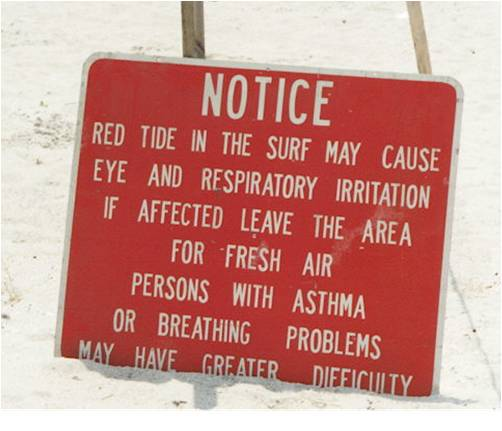 NOTICE
RED TIDE IN THE SURF MAY CAUSE
EYE AND RESPIRATORY IRRITATION
IF AFFECTED LEAVE THE AREA
FOR FRESH AIR
PERSONS WITH ASTHMA
OR BREATHING PROBLEMS
MAY HAVE GREATER DIFFICULTY